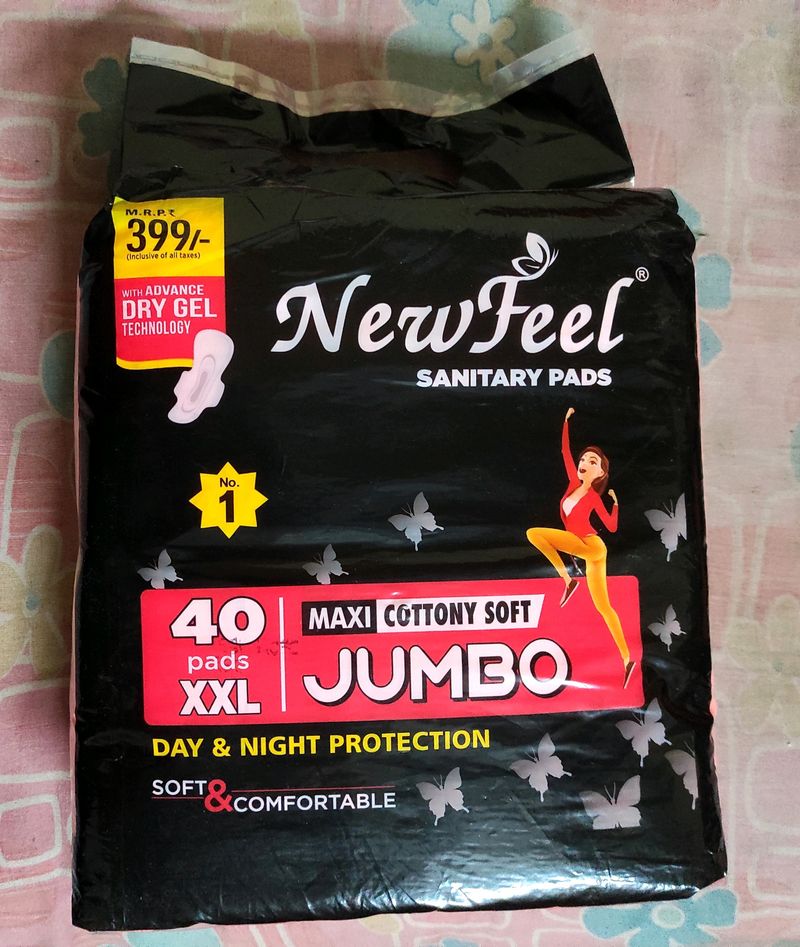 M.R.P.₹
399/-
(Inclusive of all taxes)
WITH ADVANCE
DRY GEL
TECHNOLOGY
NewFeel®
SANITARY PADS
No.
1
40
pads
XXL
MAXI COTTONY SOFT
JUMBO
DAY & NIGHT PROTECTION
SOFT & COMFORTABLE